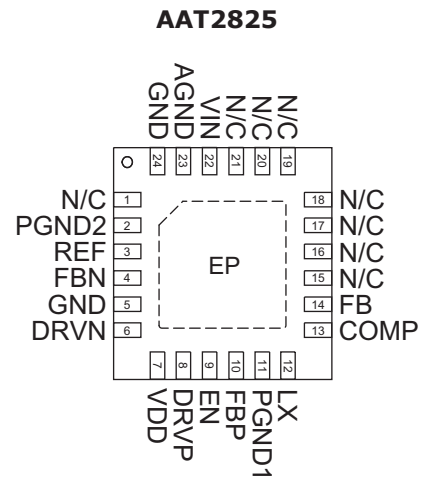 AAT2825
GND
AGND
VIN
N/C
N/C
N/C
24
23
22
21
20
19
N/C 1
PGND2 2
REF 3
FBN 4
GND 5
DRVN 6
EP
18 N/C
17 N/C
16 N/C
15 N/C
14 FB
13 COMP
7
8
9
10
11
12
VDD
DRVP
EN
FBP
PGND1
LX